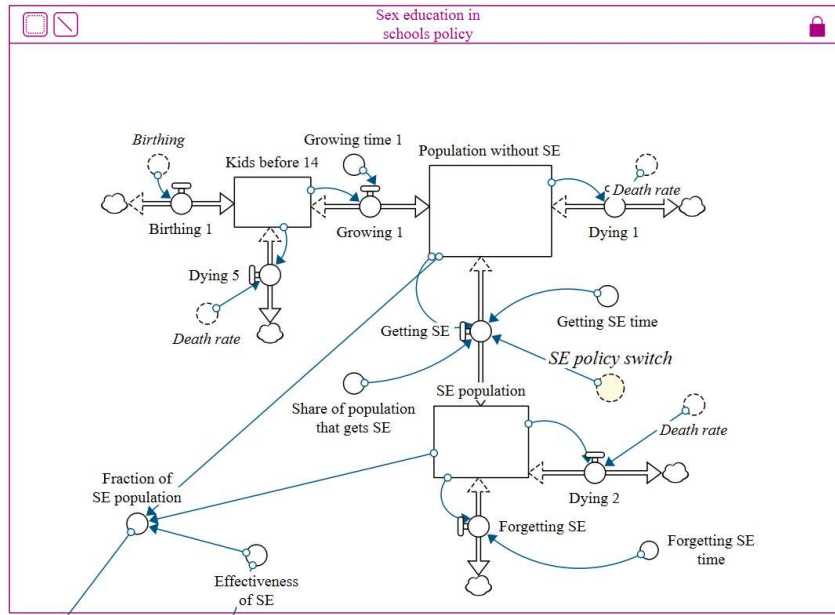 Sex education in
schools policy
Birthing
Growing time 1
Kids before 14
Population without SE
Death rate
Birthing 1
Growing 1
Dying 1
Dying 5
Death rate
Getting SE
Getting SE time
SE policy switch
Share of population
that gets SE
SE population
Death rate
Fraction of
SE population
Dying 2
Forgetting SE
Forgetting SE
time
Effectiveness
of SE